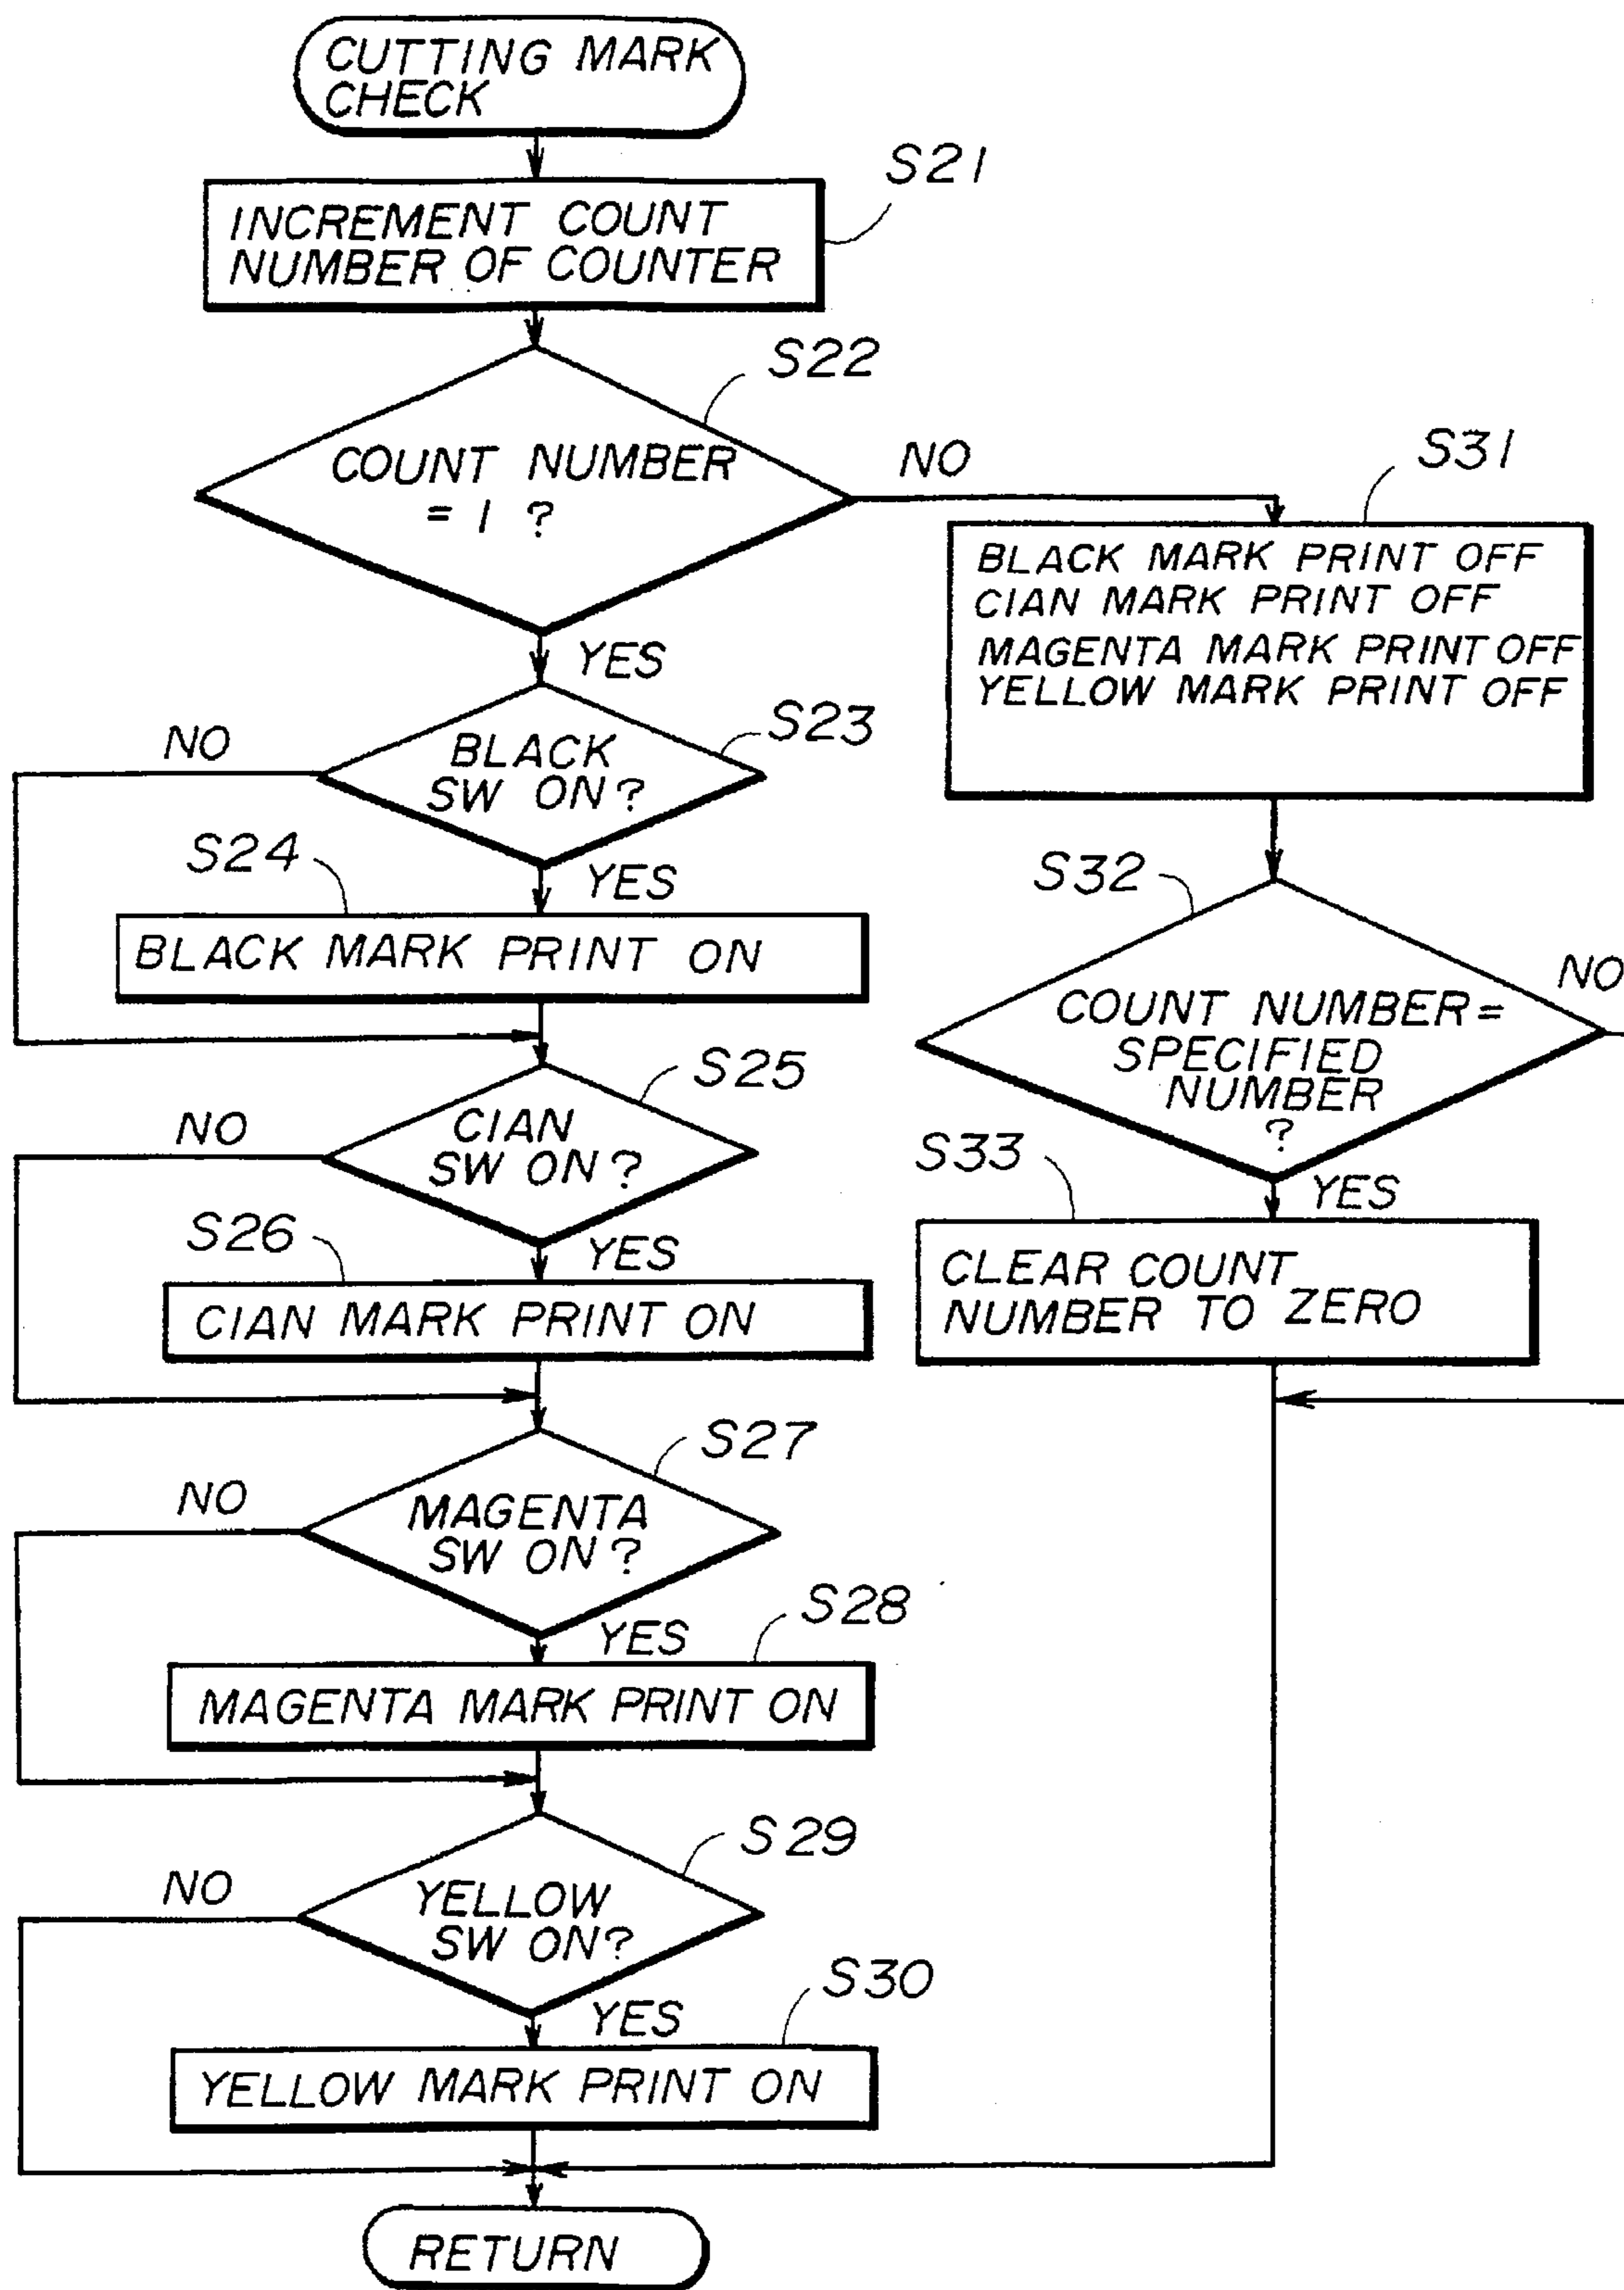 CUTTING MARK
CHECK
S21
INCREMENT COUNT
NUMBER OF COUNTER
S22
COUNT NUMBER
= 1 ?
NO
YES
S31
BLACK MARK PRINT OFF
CIAN MARK PRINT OFF
MAGENTA MARK PRINT OFF
YELLOW MARK PRINT OFF
S23
NO
BLACK
SW ON?
YES
S24
BLACK MARK PRINT ON
S32
NO
COUNT NUMBER=
SPECIFIED
NUMBER
?
YES
S25
NO
CIAN
SW ON?
YES
S33
CLEAR COUNT
NUMBER TO ZERO
S26
CIAN MARK PRINT ON
S27
NO
MAGENTA
SW ON?
YES
S28
MAGENTA MARK PRINT ON
S29
NO
YELLOW
SW ON?
YES
S30
YELLOW MARK PRINT ON
RETURN